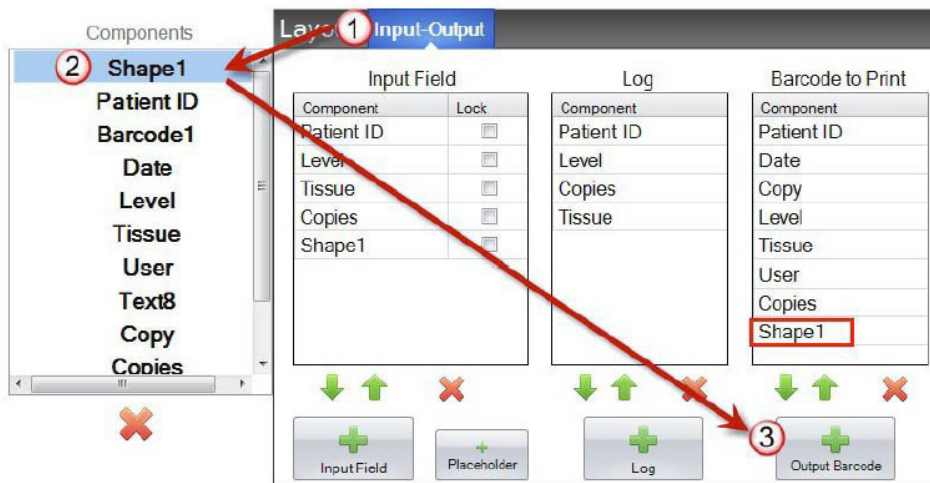 Components
Shape1
Patient ID
Barcode1
Date
Level
Tissue
User
Text8
Copy
Copies
Layo
1
Input-Output
2
Input Field
Component Lock
Patient ID
Level
Tissue
Copies
Shape1
Log
Component
Patient ID
Level
Copies
Tissue
Barcode to Print
Component
Patient ID
Date
Copy
Level
Tissue
User
Copies
Shape1
3
Input Field
Placeholder
Log
Output Barcode